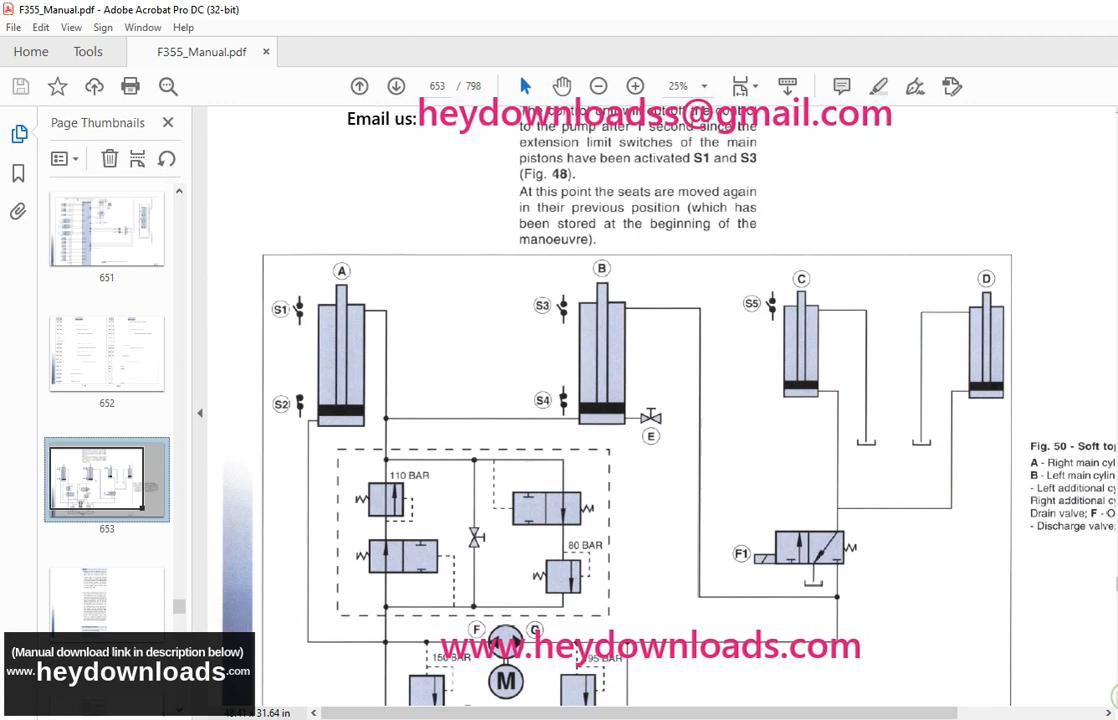 F355_Manual.pdf - Adobe Acrobat Pro DC (32-bit)
File Edit View Sign Window Help
Home Tools F355_Manual.pdf ×
653 / 798 25%
Page Thumbnails
651
652
653
Email us: heydownloadss@gmail.com
to the pump after 1 second since the
extension limit switches of the main
pistons have been activated S1 and S3
(Fig. 48).
At this point the seats are moved again
in their previous position (which has
been stored at the beginning of the
manoeuvre).
A B C D
S1 S3 S5
S2 S4
E
110 BAR
80 BAR
F1
F G
M
150 BAR
95 BAR
Fig. 50 - Soft to
A - Right main cyl
B - Left main cylin
- Left additional c
Right additional c
Drain valve; F - O
- Discharge valve;
www.heydownloads.com
(Manual download link in description below)
www.heydownloads.com
48.41 x 31.64 in